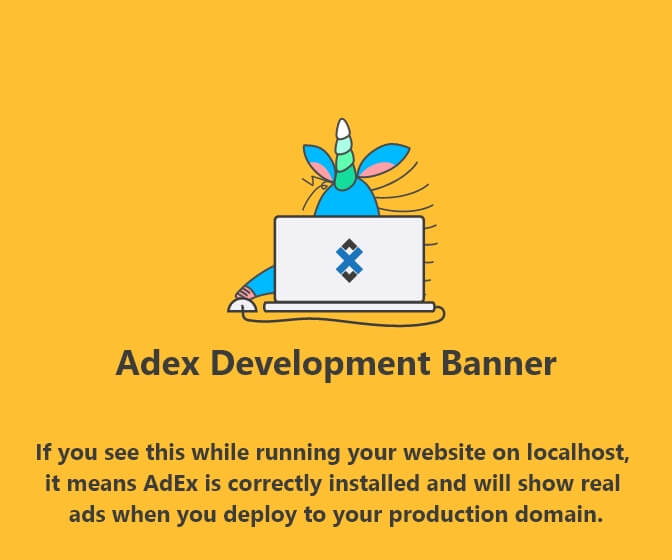 Adex Development Banner
If you see this while running your website on localhost,
it means AdEx is correctly installed and will show real
ads when you deploy to your production domain.